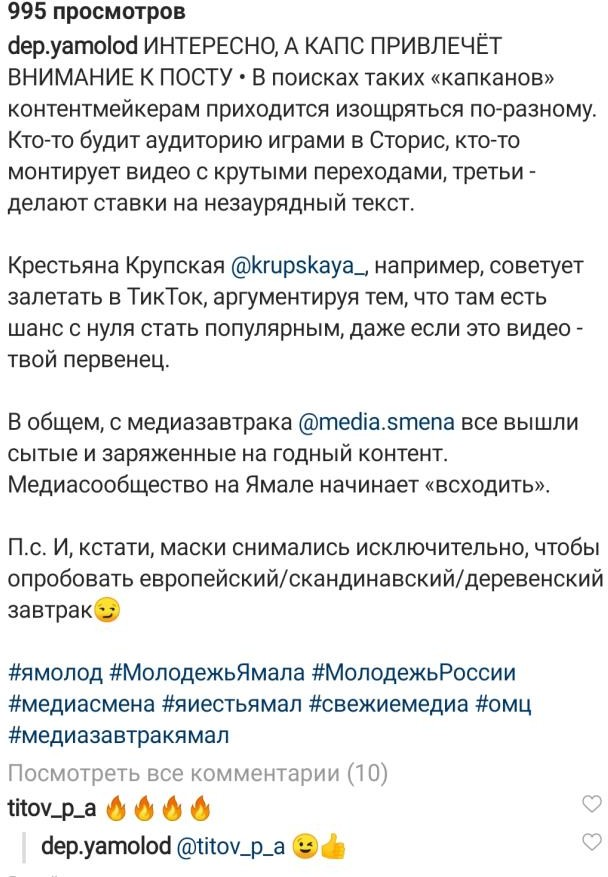 995 просмотров
dep.yamolod ИНТЕРЕСНО, А КАПС ПРИВЛЕЧЁТ
ВНИМАНИЕ К ПОСТУ • В поисках таких «капканов»
контентмейкерам приходится изощряться по-разному.
Кто-то будит аудиторию играми в Сторис, кто-то
монтирует видео с крутыми переходами, третьи -
делают ставки на незаурядный текст.
Крестьяна Крупская @krupskaya_, например, советует
залетать в ТикТок, аргументируя тем, что там есть
шанс с нуля стать популярным, даже если это видео -
твой первенец.
В общем, с медиазавтрака @media.smena все вышли
сытые и заряженные на годный контент.
Медиасообщество на Ямале начинает «всходить».
П.с. И, кстати, маски снимались исключительно, чтобы
опробовать европейский/скандинавский/деревенский
завтрак😏
#ямолод #МолодежьЯмала #МолодежьРоссии
#медиасмена #яиестьямал #свежиемедиа #омц
#медиазавтракямал
Посмотреть все комментарии (10)
titov_p_a 🔥🔥🔥🔥
dep.yamolod @titov_p_a 😉👍